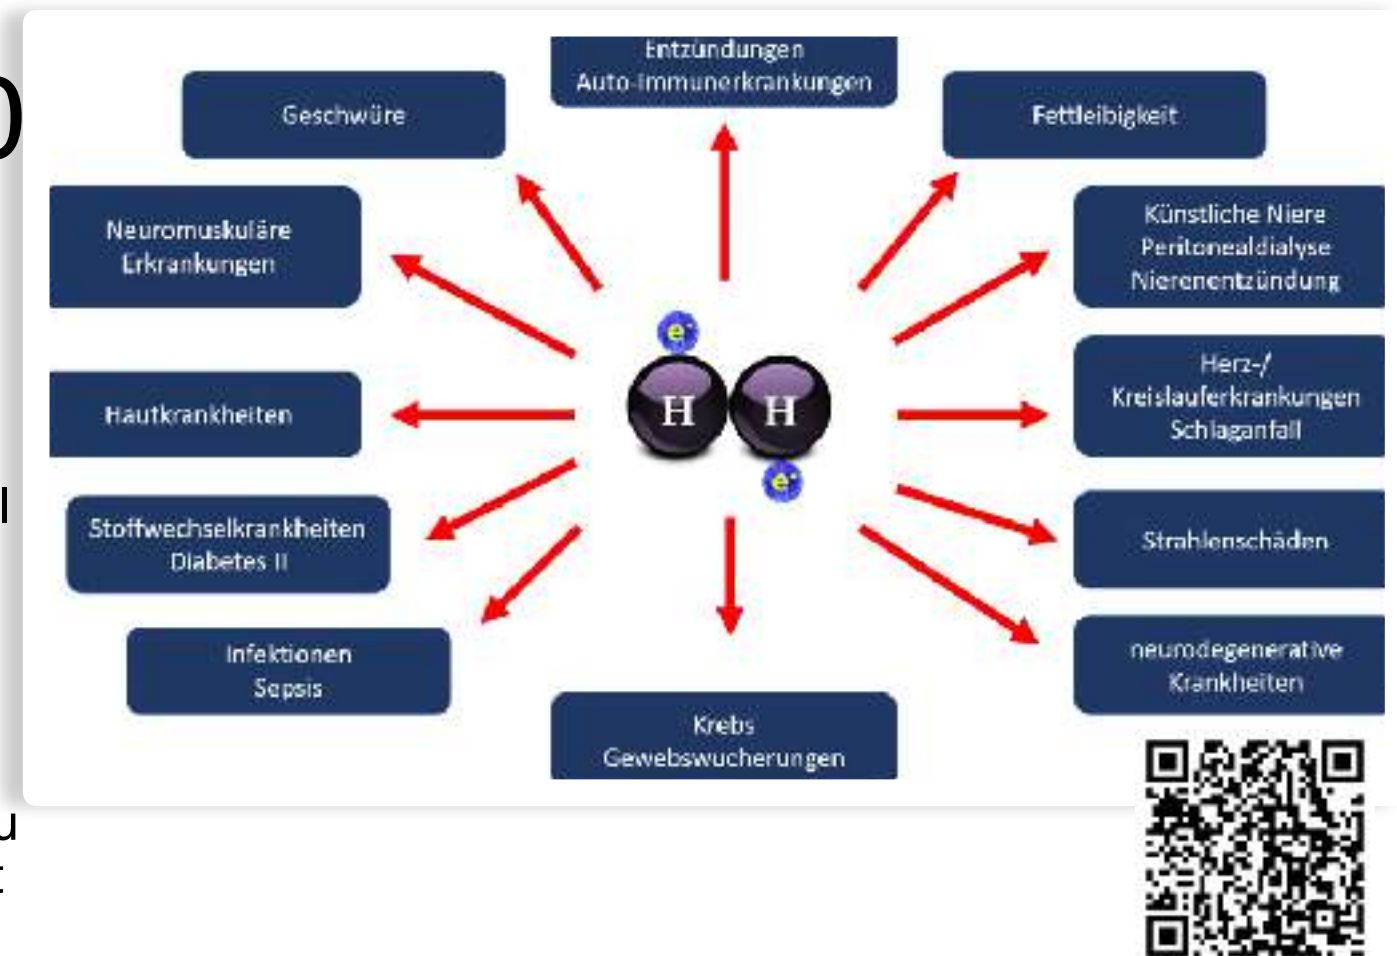 Entzündungen
Auto-Immunerkrankungen
Geschwüre
Fettleibigkeit
Neuromuskuläre
Erkrankungen
Künstliche Niere
Peritonealdialyse
Nierenentzündung
Herz-/
Kreislauferkrankungen
Schlaganfall
Hautkrankheiten
e-
H H
e-
Stoffwechselkrankheiten
Diabetes II
Strahlenschäden
Infektionen
Sepsis
neurodegenerative
Krankheiten
Krebs
Gewebswucherungen